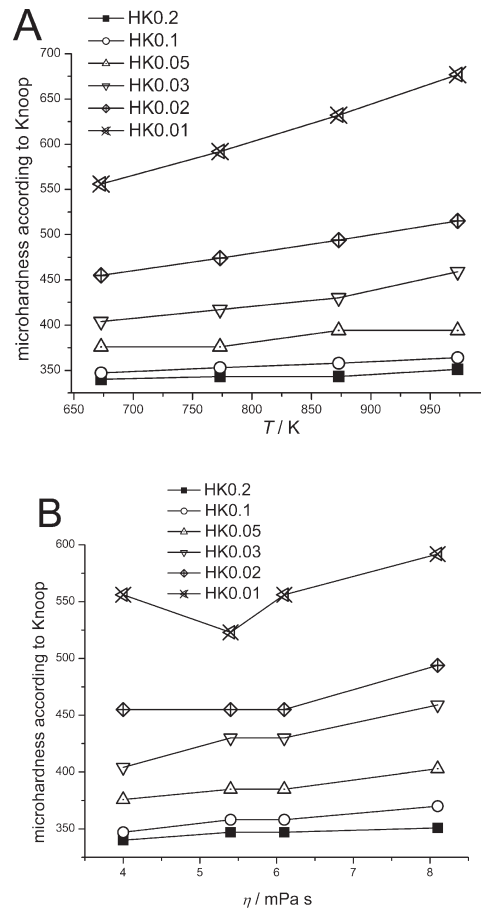 A
HK0.2
HK0.1
HK0.05
HK0.03
HK0.02
HK0.01
microhardness according to Knoop
700
650
600
550
500
450
400
350
650 700 750 800 850 900 950
T / K
B
HK0.2
HK0.1
HK0.05
HK0.03
HK0.02
HK0.01
microhardness according to Knoop
600
550
500
450
400
350
4 5 6 7 8
η / mPa s